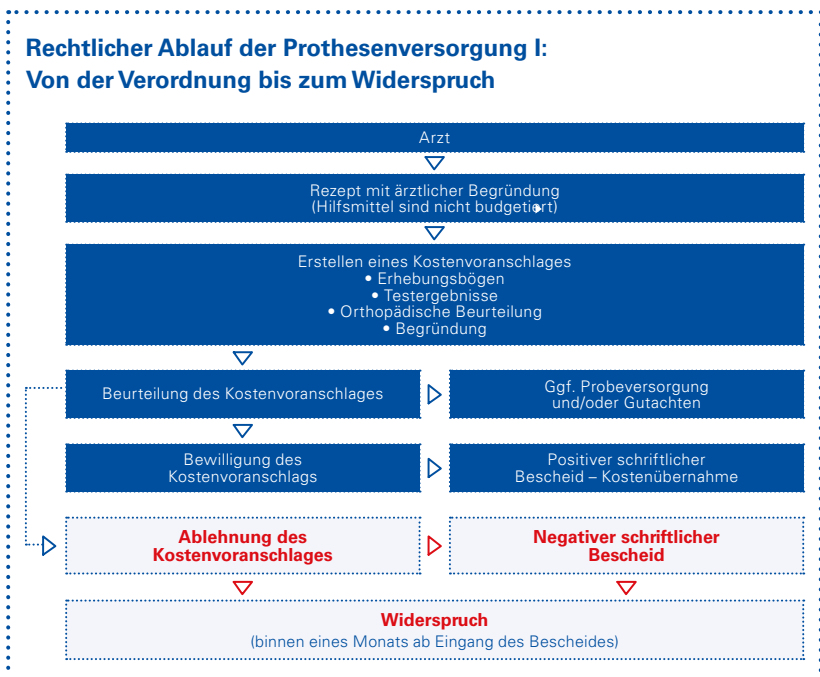 Rechtlicher Ablauf der Prothesenversorgung I:
Von der Verordnung bis zum Widerspruch
Arzt
Rezept mit ärztlicher Begründung
(Hilfsmittel sind nicht budgetiert)
Erstellen eines Kostenvoranschlages
• Erhebungsbögen
• Testergebnisse
• Orthopädische Beurteilung
• Begründung
Beurteilung des Kostenvoranschlages
Ggf. Probeversorgung
und/oder Gutachten
Bewilligung des
Kostenvoranschlags
Positiver schriftlicher
Bescheid – Kostenübernahme
Ablehnung des
Kostenvoranschlages
Negativer schriftlicher
Bescheid
Widerspruch
(binnen eines Monats ab Eingang des Bescheides)